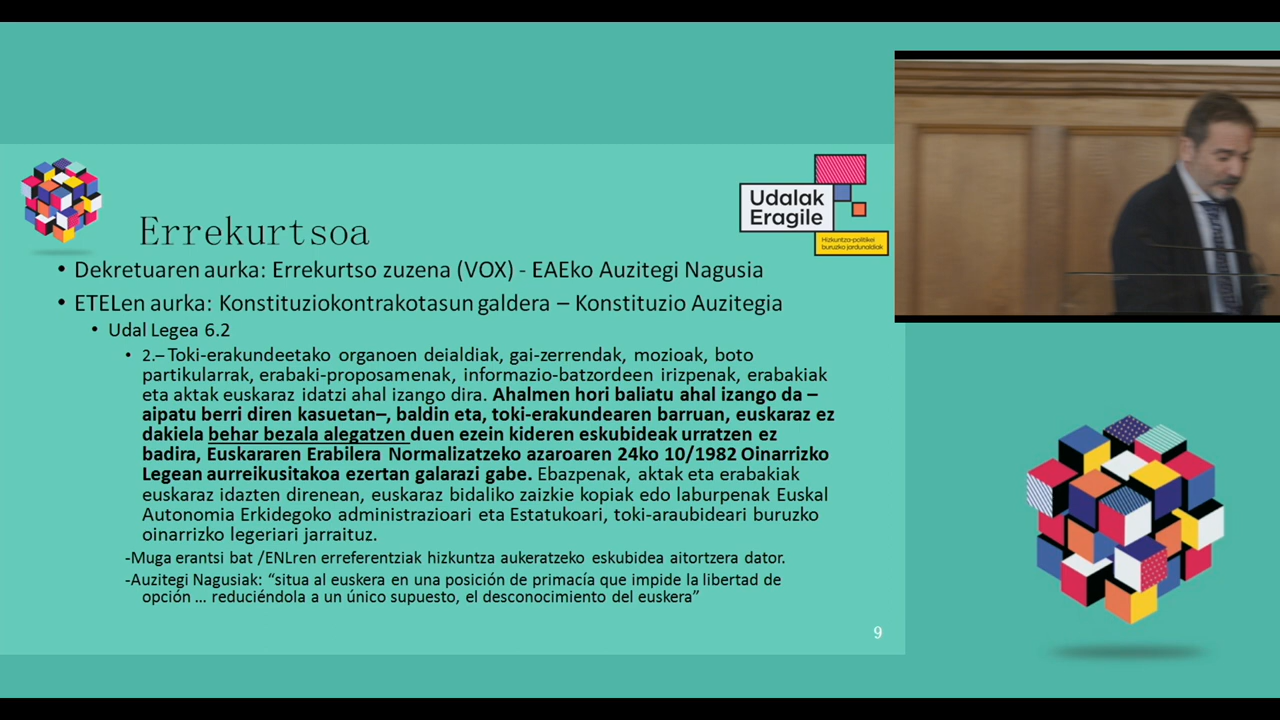 Udalak
Eragile
Hizkuntza-politikei
buruzko jardunaldiak
Errekurtsoa
• Dekretuaren aurka: Errekurtso zuzena (VOX) - EAEko Auzitegi Nagusia
• ETELen aurka: Konstituziokontrakotasun galdera – Konstituzio Auzitegia
• Udal Legea 6.2
• 2.– Toki-erakundeetako organoen deialdiak, gai-zerrendak, mozioak, boto
partikularrak, erabaki-proposamenak, informazio-batzordeen irizpenak, erabakiak
eta aktak euskaraz idatzi ahal izango dira. Ahalmen hori baliatu ahal izango da –
aipatu berri diren kasuetan–, baldin eta, toki-erakundearen barruan, euskaraz ez
dakiela behar bezala alegatzen duen ezein kideren eskubideak urratzen ez
badira, Euskararen Erabilera Normalizatzeko azaroaren 24ko 10/1982 Oinarrizko
Legean aurreikusitakoa ezertan galarazi gabe. Ebazpenak, aktak eta erabakiak
euskaraz idazten direnean, euskaraz bidaliko zaizkie kopiak edo laburpenak Euskal
Autonomia Erkidegoko administrazioari eta Estatukoari, toki-araubideari buruzko
oinarrizko legeriari jarraituz.
-Muga erantsi bat /ENLren erreferentziak hizkuntza aukeratzeko eskubidea aitortzera dator.
-Auzitegi Nagusiak: “situa al euskera en una posición de primacía que impide la libertad de
opción … reduciéndola a un único supuesto, el desconocimiento del euskera”
9